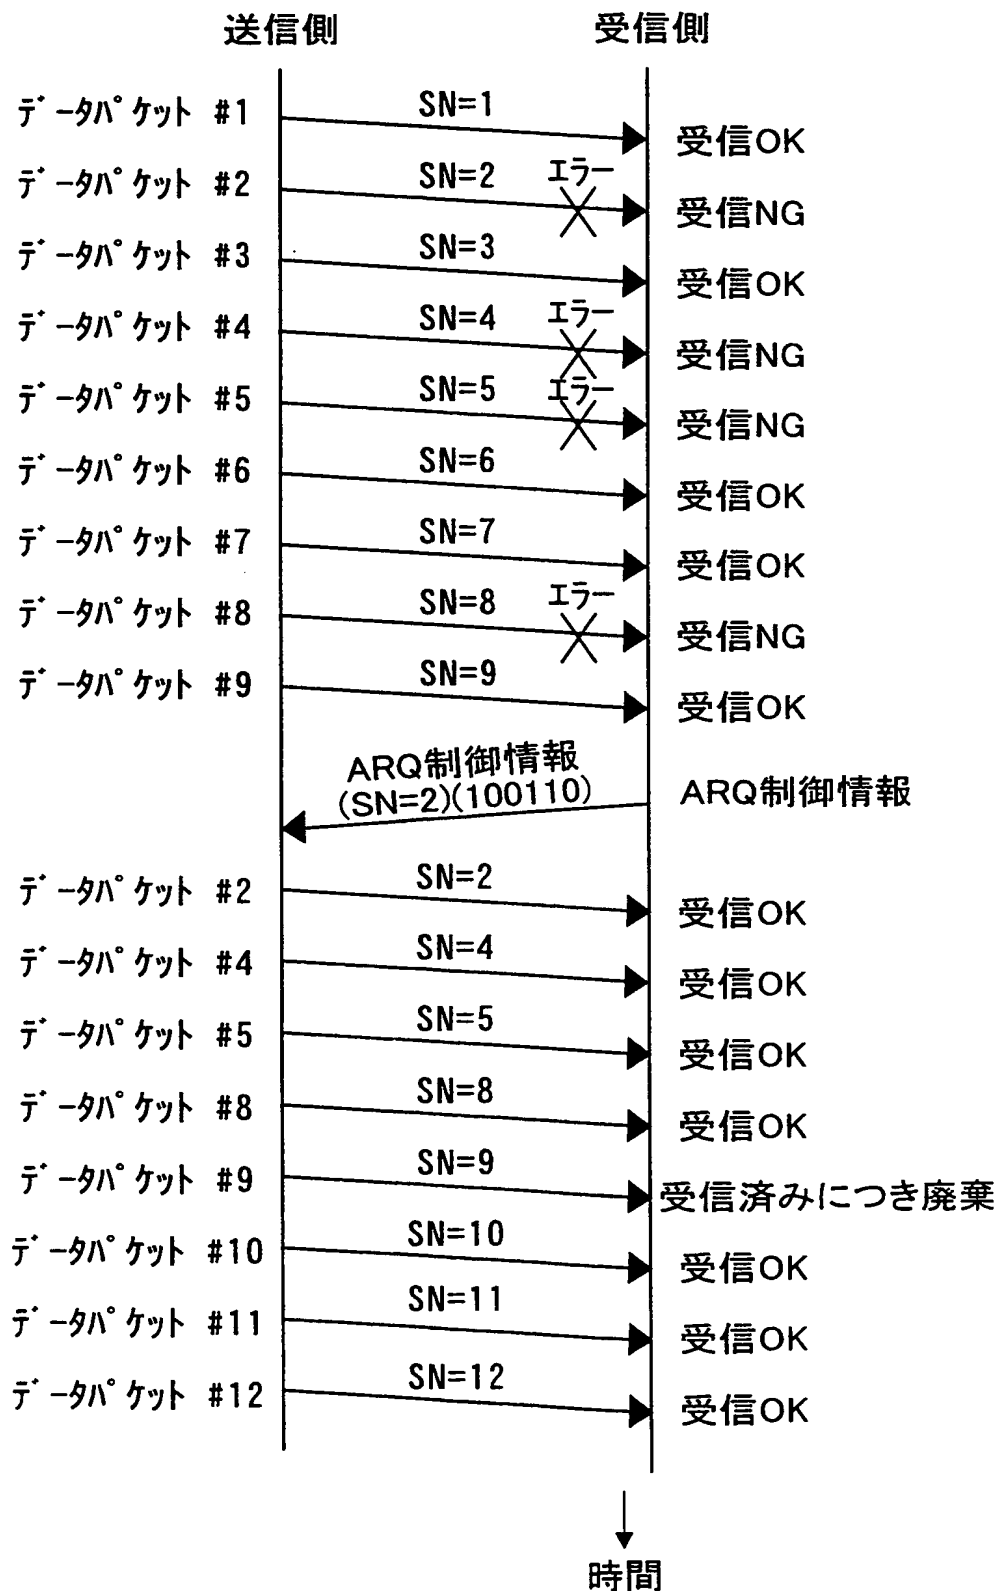 送信側 受信側
データパケット #1 SN=1 受信OK
データパケット #2 SN=2 エラー 受信NG
データパケット #3 SN=3 受信OK
データパケット #4 SN=4 エラー 受信NG
データパケット #5 SN=5 エラー 受信NG
データパケット #6 SN=6 受信OK
データパケット #7 SN=7 受信OK
データパケット #8 SN=8 エラー 受信NG
データパケット #9 SN=9 受信OK
ARQ制御情報
(SN=2)(100110) ARQ制御情報
データパケット #2 SN=2 受信OK
データパケット #4 SN=4 受信OK
データパケット #5 SN=5 受信OK
データパケット #8 SN=8 受信OK
データパケット #9 SN=9 受信済みにつき廃棄
データパケット #10 SN=10 受信OK
データパケット #11 SN=11 受信OK
データパケット #12 SN=12 受信OK
時間